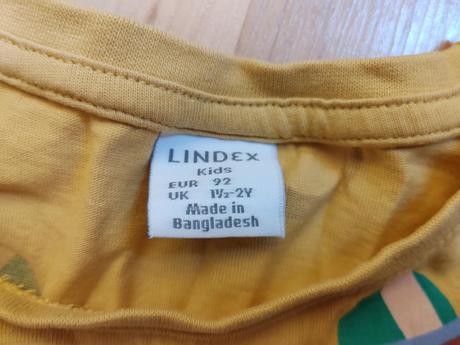 LINDEX
Kids
EUR 92
UK 1½-2Y
Made in
Bangladesh